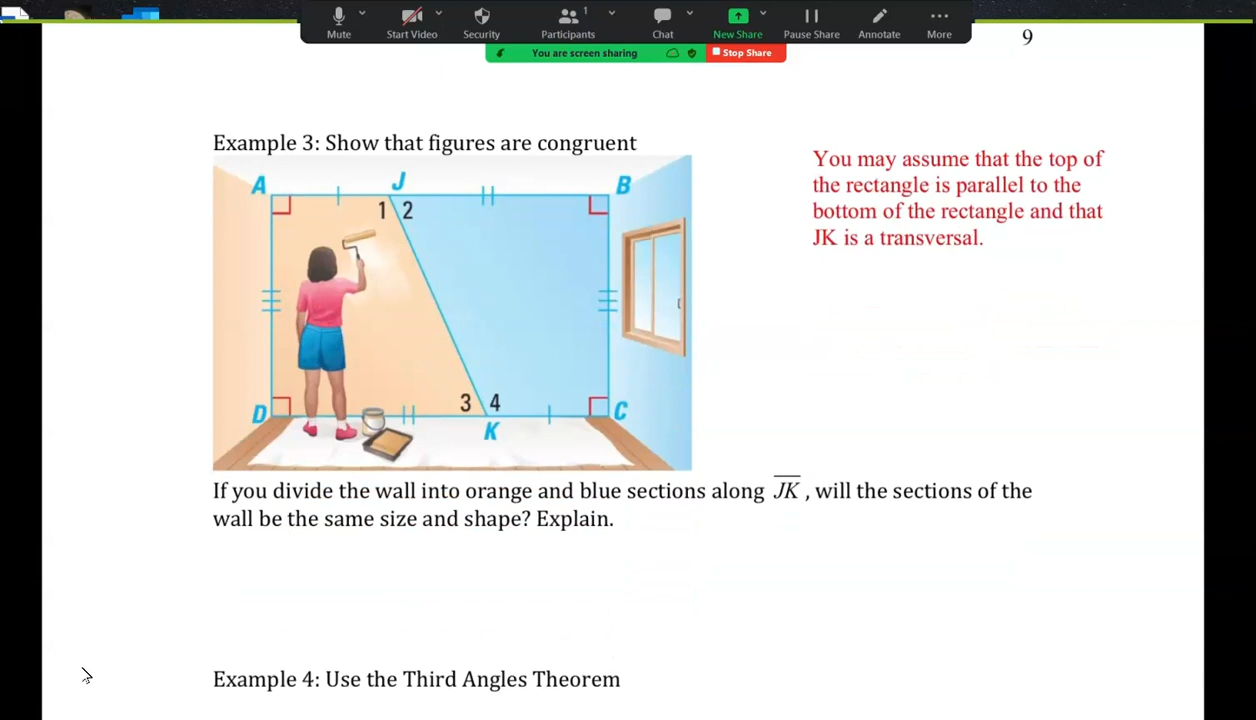 Mute
Start Video
Security
Participants
1
Chat
New Share
Pause Share
Annotate
More
You are screen sharing
Stop Share
9
Example 3: Show that figures are congruent
You may assume that the top of
the rectangle is parallel to the
bottom of the rectangle and that
JK is a transversal.
A
J
B
1 2
3 4
D
K
C
If you divide the wall into orange and blue sections along JK , will the sections of the
wall be the same size and shape? Explain.
Example 4: Use the Third Angles Theorem